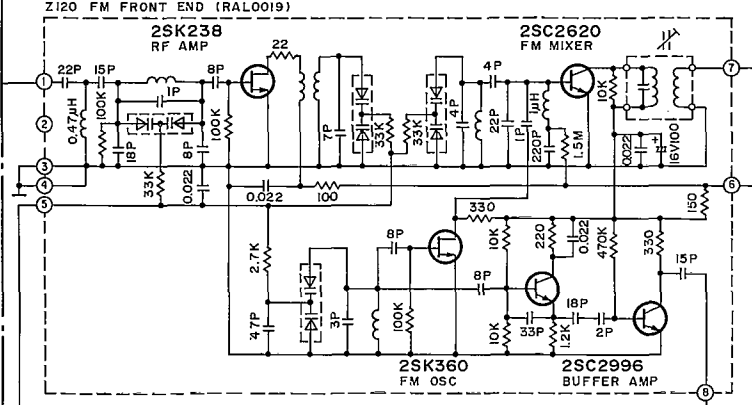 Z120 FM FRONT END (RAL0019)
2SK238
RF AMP
2SC2620
FM MIXER
22
1
22P
15P
1P
8P
4P
10K
7
2
0.47μH
100K
18P
8P
100K
7P
33K
33K
4P
22P
1P
1μH
220P
1.5M
0.022
16V100
3
4
33K
0.022
0.022
100
6
5
330
150
2.7K
8P
10K
220
0.022
470K
330
15P
8P
47P
3P
100K
10K
33P
18P
1.2K
2P
2SK360
FM OSC
2SC2996
BUFFER AMP
8